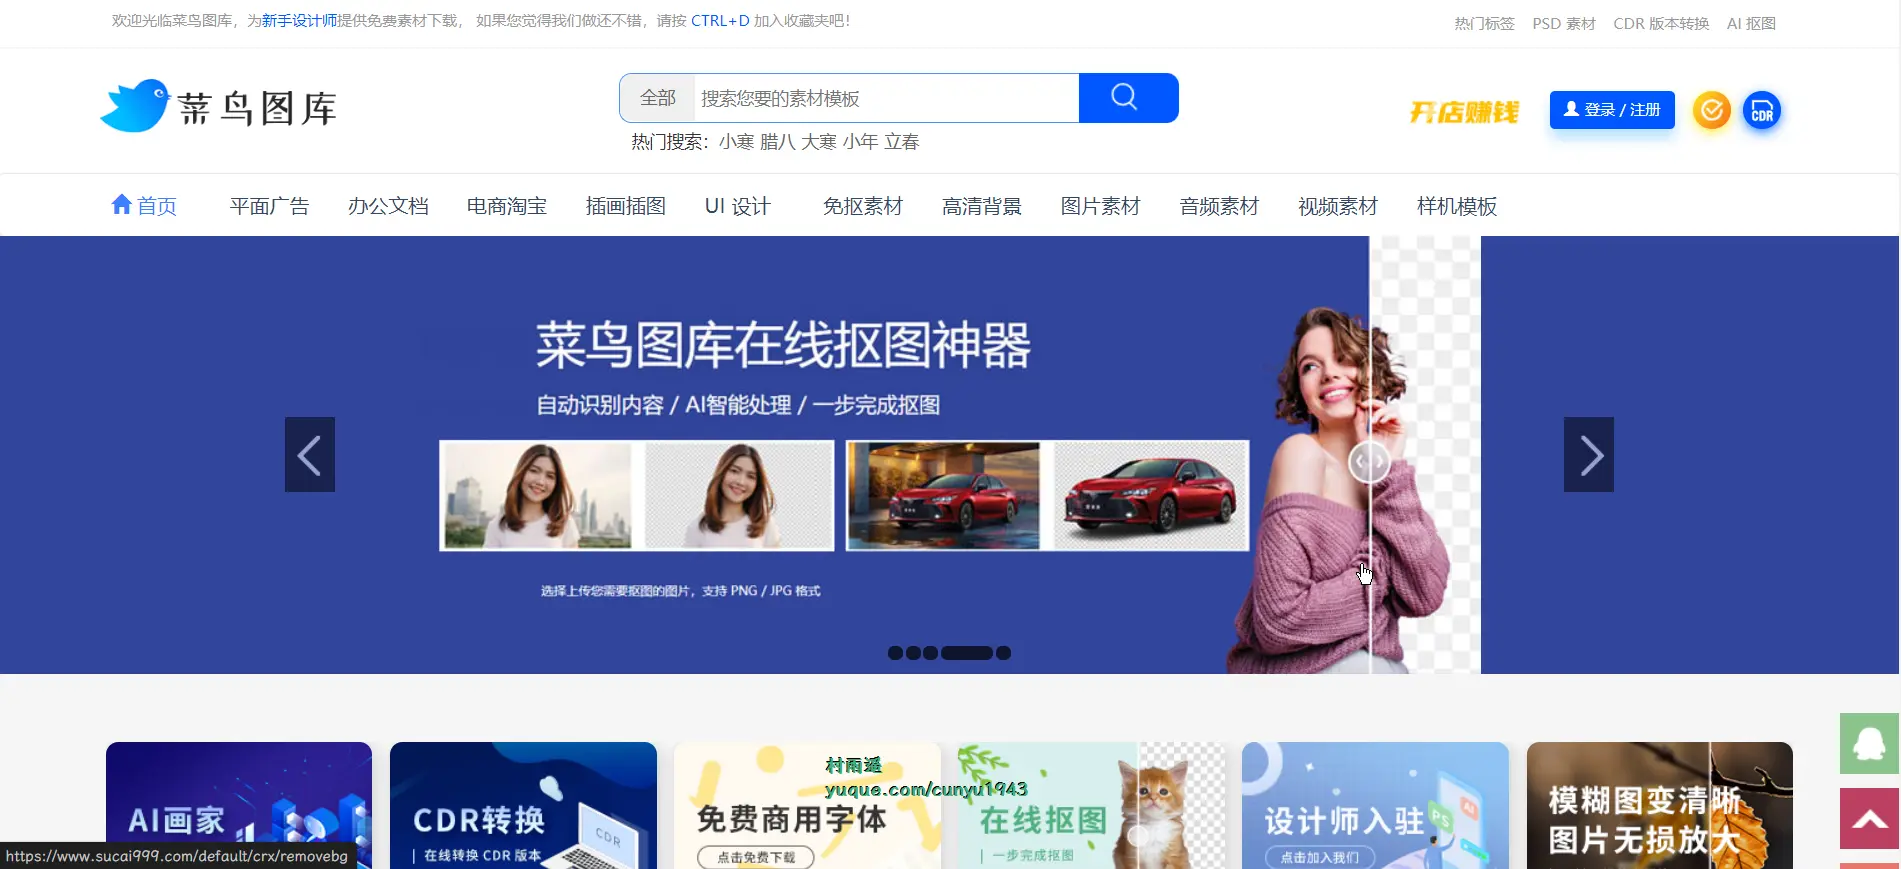 欢迎光临菜鸟图库，为新手设计师提供免费素材下载， 如果您觉得我们做还不错，请按 CTRL+D 加入收藏夹吧！
热门标签 PSD 素材 CDR 版本转换 AI 抠图
菜鸟图库
全部 搜索您要的素材模板
开店赚钱 登录 / 注册 CDR
热门搜索：小寒 腊八 大寒 小年 立春
首页 平面广告 办公文档 电商淘宝 插画插图 UI 设计 免抠素材 高清背景 图片素材 音频素材 视频素材 样机模板
菜鸟图库在线抠图神器
自动识别内容 / AI智能处理 / 一步完成抠图
选择上传您需要抠图的图片，支持 PNG / JPG 格式
AI画家
CDR转换
| 在线转换 CDR 版本
CDR
免费商用字体
点击免费下载
村雨遥
yuque.com/cunyu1943
在线抠图
| 一步完成抠图
设计师入驻
点击加入我们
AI
PS
模糊图变清晰
图片无损放大
https://www.sucai999.com/default/crx/removebg